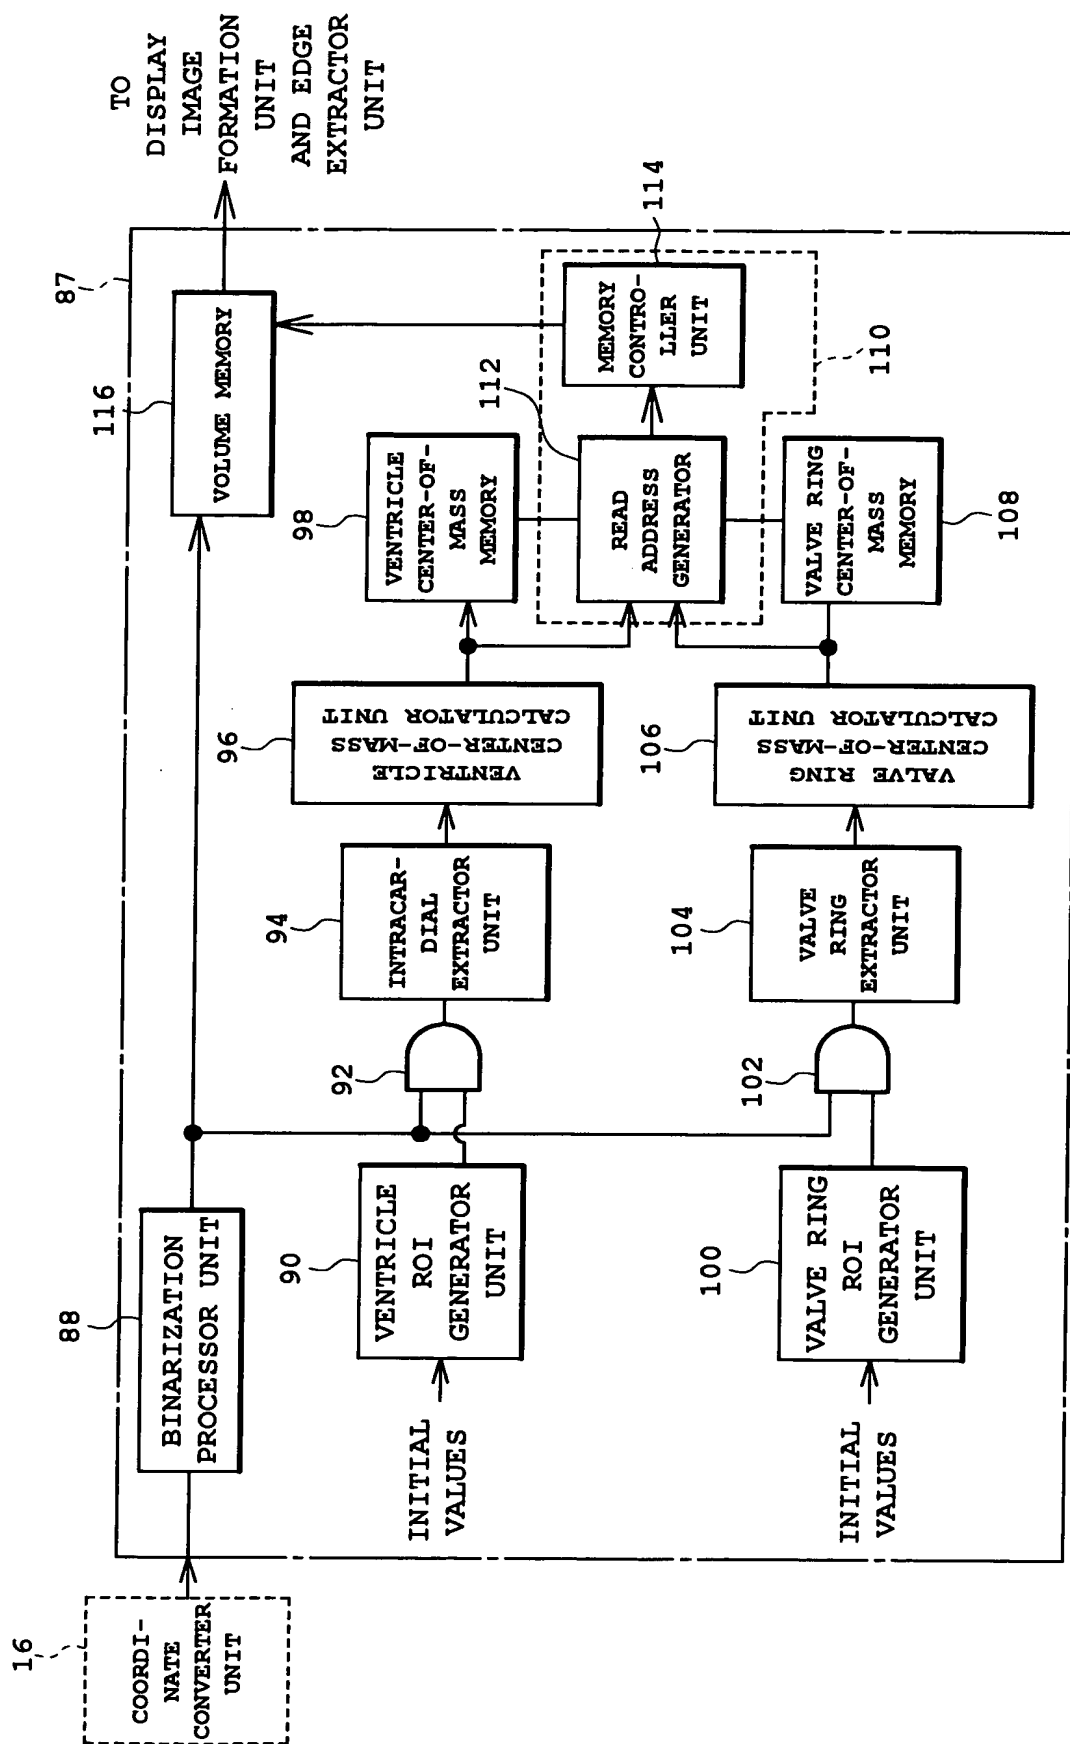 16
COORDI-
NATE
CONVERTER
UNIT
87
88
BINARIZATION
PROCESSOR UNIT
116
VOLUME MEMORY
TO
DISPLAY
IMAGE
FORMATION
UNIT
AND EDGE
EXTRACTOR
UNIT
INITIAL
VALUES
90
VENTRICLE
ROI
GENERATOR
UNIT
92
94
INTRACAR-
DIAL
EXTRACTOR
UNIT
96
VENTRICLE
CENTER-OF-MASS
CALCULATOR UNIT
98
VENTRICLE
CENTER-OF-
MASS
MEMORY
112
READ
ADDRESS
GENERATOR
MEMORY
CONTRO-
LLER
UNIT
114
110
INITIAL
VALUES
100
VALVE RING
ROI
GENERATOR
UNIT
102
104
VALVE
RING
EXTRACTOR
UNIT
106
VALVE RING
CENTER-OF-MASS
CALCULATOR UNIT
VALVE RING
CENTER-OF-
MASS
MEMORY
108